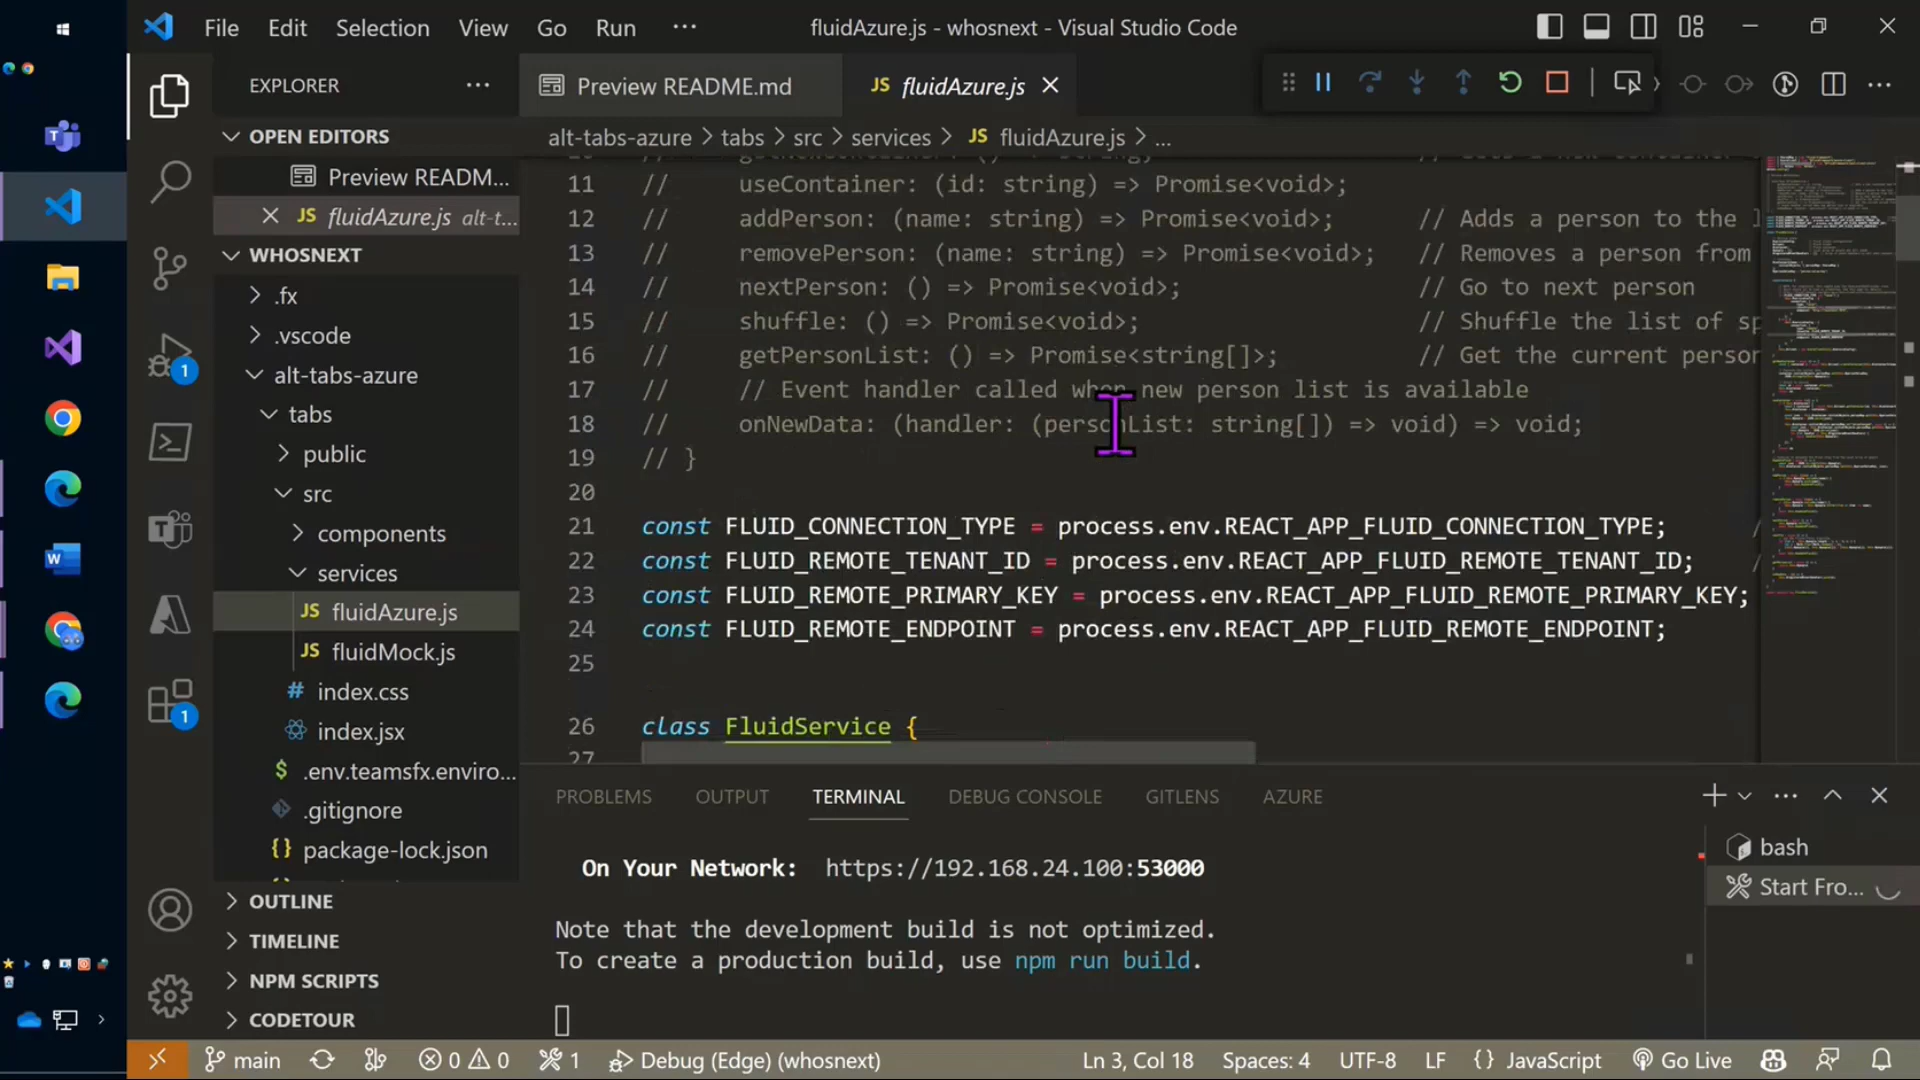 File Edit Selection View Go Run ···
fluidAzure.js - whosnext - Visual Studio Code
EXPLORER ···
Preview README.md
JS fluidAzure.js
OPEN EDITORS
Preview READM...
JS fluidAzure.js alt-t...
WHOSNEXT
.fx
.vscode
alt-tabs-azure
tabs
public
src
components
services
JS fluidAzure.js
JS fluidMock.js
# index.css
index.jsx
$ .env.teamsfx.enviro...
.gitignore
{} package-lock.json
OUTLINE
TIMELINE
NPM SCRIPTS
CODETOUR
1
1
alt-tabs-azure > tabs > src > services > JS fluidAzure.js > ...
11 // useContainer: (id: string) => Promise<void>;
12 // addPerson: (name: string) => Promise<void>; // Adds a person to the
13 // removePerson: (name: string) => Promise<void>; // Removes a person from
14 // nextPerson: () => Promise<void>; // Go to next person
15 // shuffle: () => Promise<void>; // Shuffle the list of sp
16 // getPersonList: () => Promise<string[]>; // Get the current person
17 // // Event handler called when new person list is available
18 // onNewData: (handler: (personList: string[]) => void) => void;
19 // }
20
21 const FLUID_CONNECTION_TYPE = process.env.REACT_APP_FLUID_CONNECTION_TYPE;
22 const FLUID_REMOTE_TENANT_ID = process.env.REACT_APP_FLUID_REMOTE_TENANT_ID;
23 const FLUID_REMOTE_PRIMARY_KEY = process.env.REACT_APP_FLUID_REMOTE_PRIMARY_KEY;
24 const FLUID_REMOTE_ENDPOINT = process.env.REACT_APP_FLUID_REMOTE_ENDPOINT;
25
26 class FluidService {
27
PROBLEMS OUTPUT TERMINAL DEBUG CONSOLE GITLENS AZURE
On Your Network: https://192.168.24.100:53000
Note that the development build is not optimized.
To create a production build, use npm run build.
bash
Start Fro...
main 0 0 1 Debug (Edge) (whosnext) Ln 3, Col 18 Spaces: 4 UTF-8 LF {} JavaScript Go Live